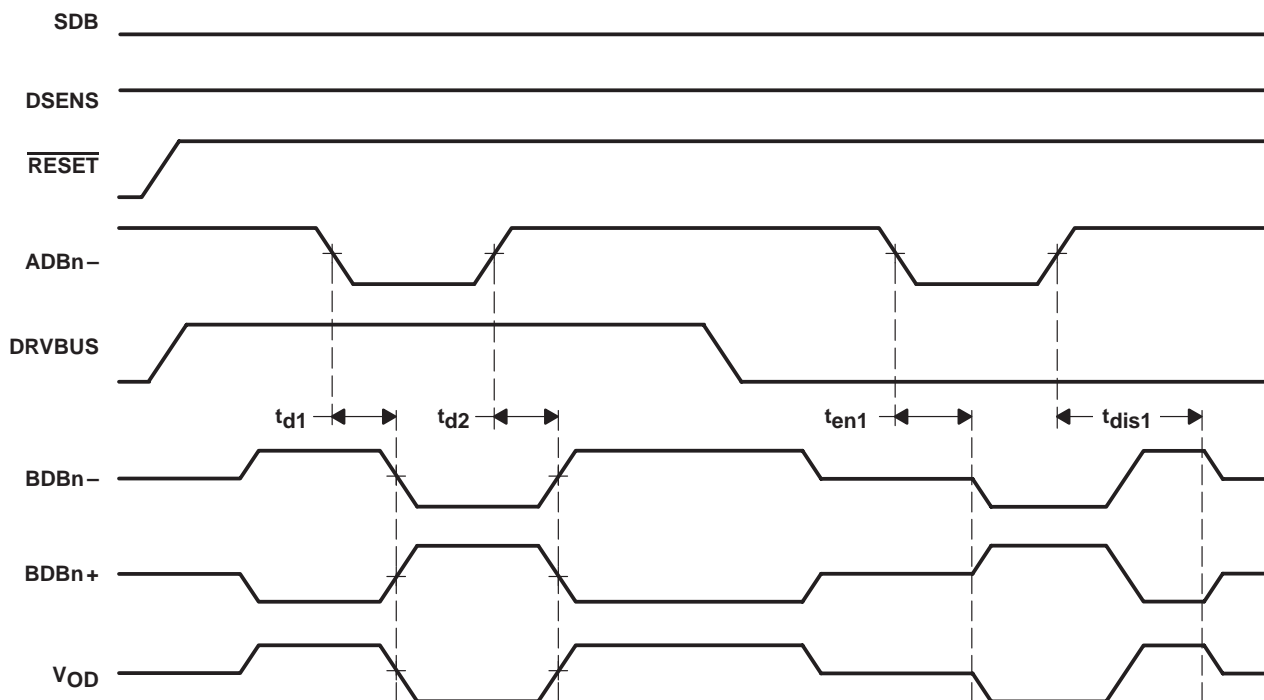 SDB
DSENS
RESET
ADBn−
DRVBUS
td1
td2
ten1
tdis1
BDBn−
BDBn+
VOD